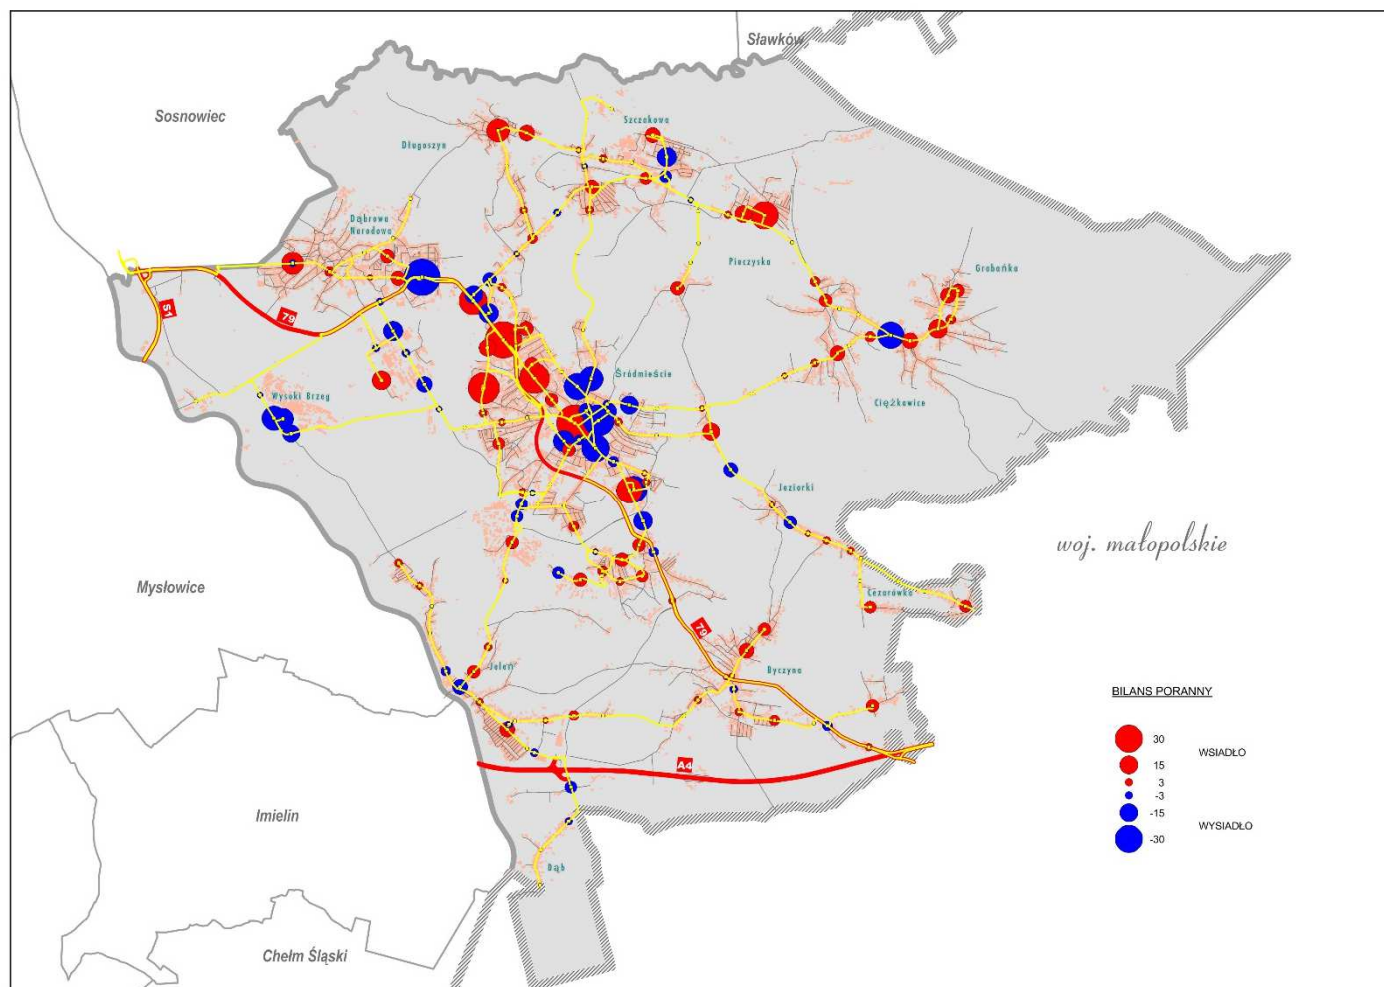 Sławków
Sosnowiec
Szczakowa
Długoszyn
Dąbrowa
Narodowa
Pieczyska
Grabańka
S1
79
Śródmieście
Wysoki Brzeg
Ciężkowice
Jeziorki
woj. małopolskie
Mysłowice
Cezarówka
79
Jeleń
Byczyna
BILANS PORANNY
30
WSIADŁO
15
3
-3
-15
WYSIADŁO
-30
A4
Imielin
Dąb
Chełm Śląski